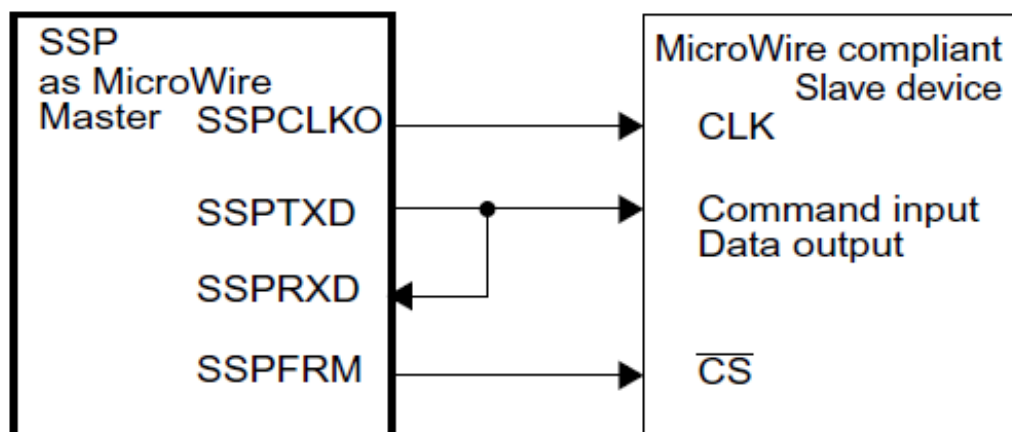 SSP
as MicroWire
Master
SSPCLKO
SSPTXD
SSPRXD
SSPFRM
MicroWire compliant
Slave device
CLK
Command input
Data output
CS